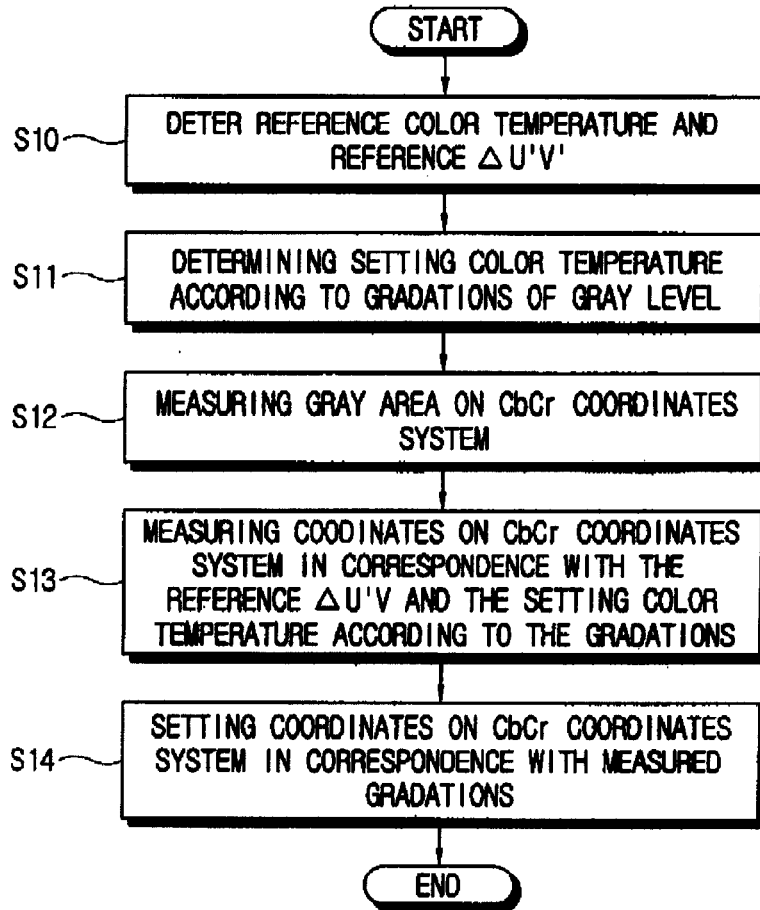 START
S10
DETER REFERENCE COLOR TEMPERATURE AND
REFERENCE △ U'V'
S11
DETERMINING SETTING COLOR TEMPERATURE
ACCORDING TO GRADATIONS OF GRAY LEVEL
S12
MEASURING GRAY AREA ON CbCr COORDINATES
SYSTEM
S13
MEASURING COODINATES ON CbCr COORDINATES
SYSTEM IN CORRESPONDENCE WITH THE
REFERENCE △ U'V AND THE SETTING COLOR
TEMPERATURE ACCORDING TO THE GRADATIONS
S14
SETTING COORDINATES ON CbCr COORDINATES
SYSTEM IN CORRESPONDENCE WITH MEASURED
GRADATIONS
END